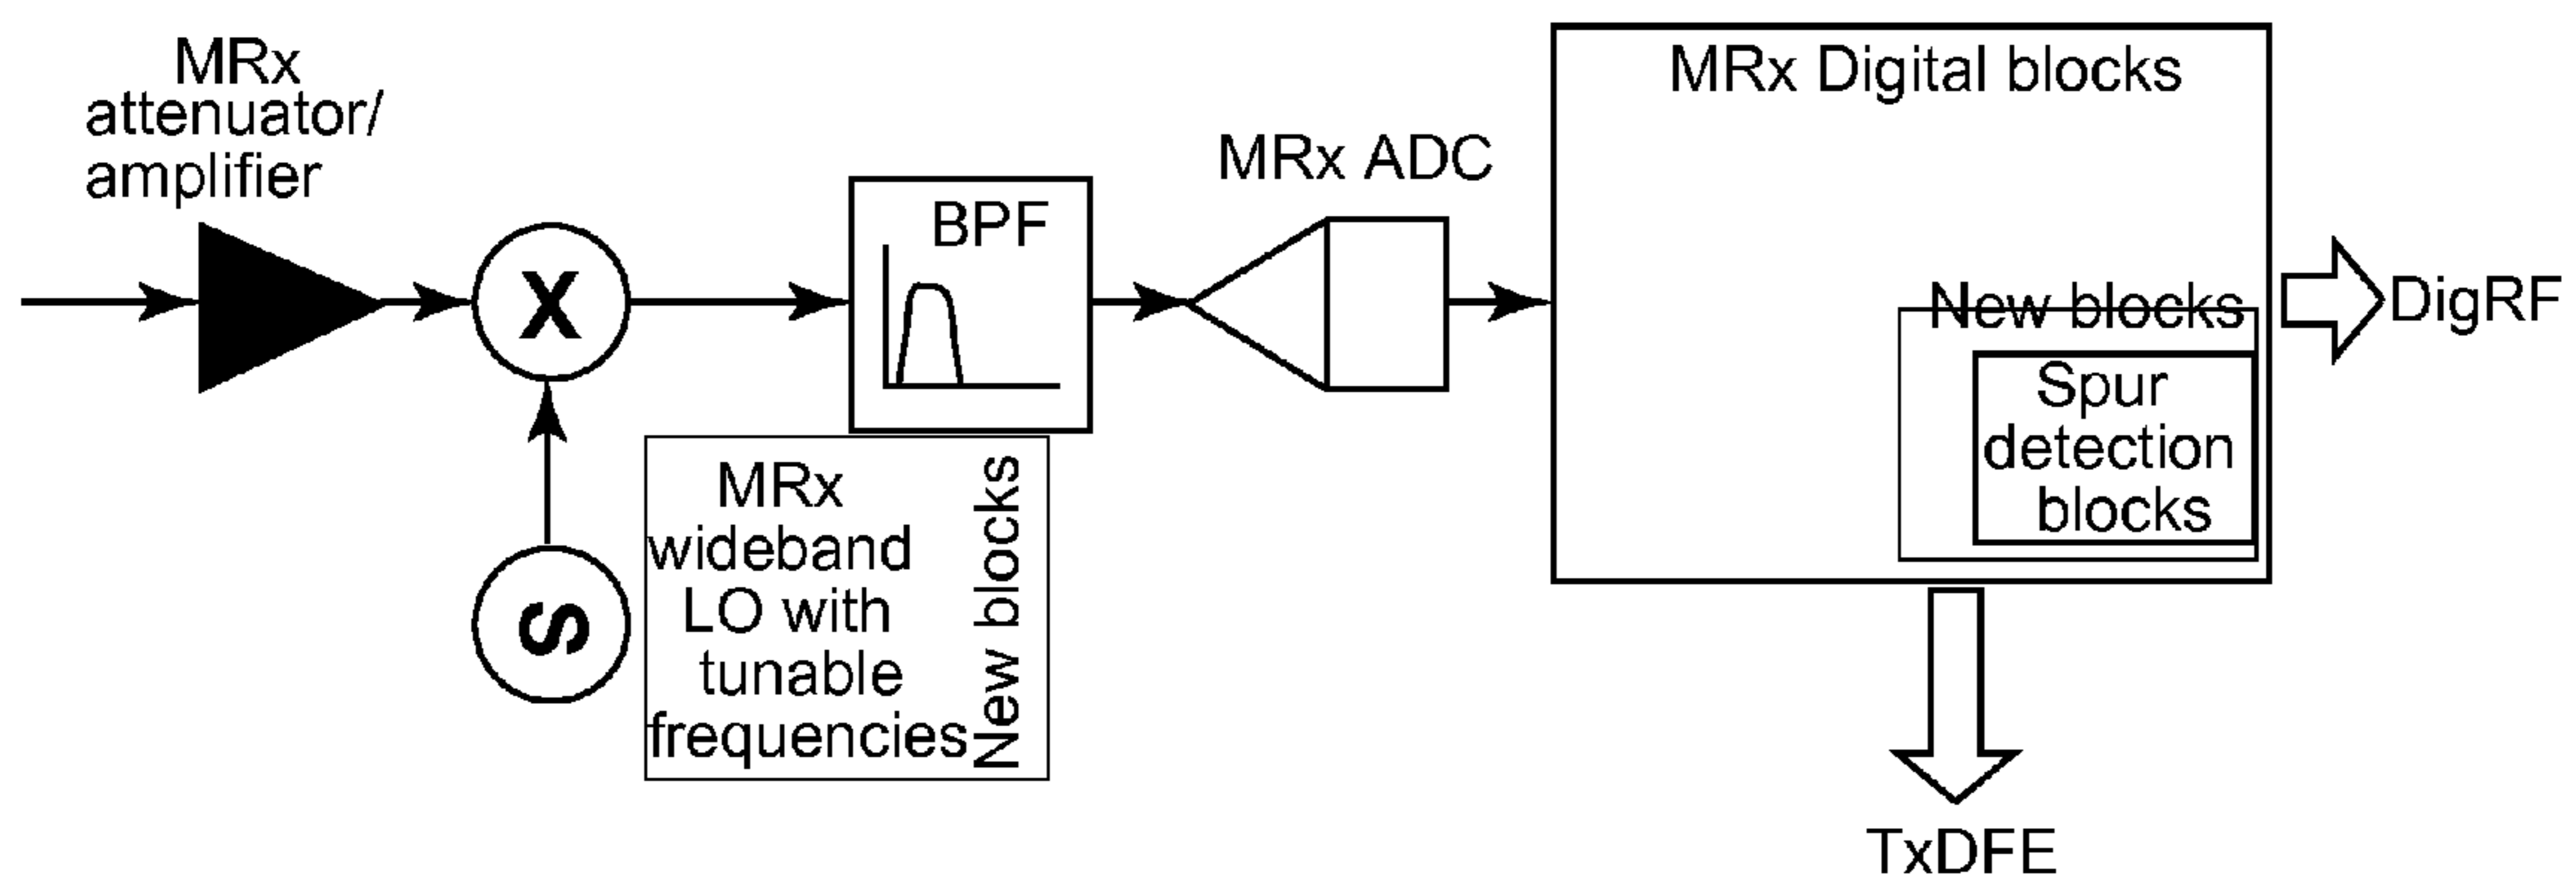 MRx
attenuator/
amplifier
X
S
BPF
MRx
wideband
LO with
tunable
frequencies
New blocks
MRx ADC
MRx Digital blocks
New blocks
Spur
detection
blocks
DigRF
TxDFE